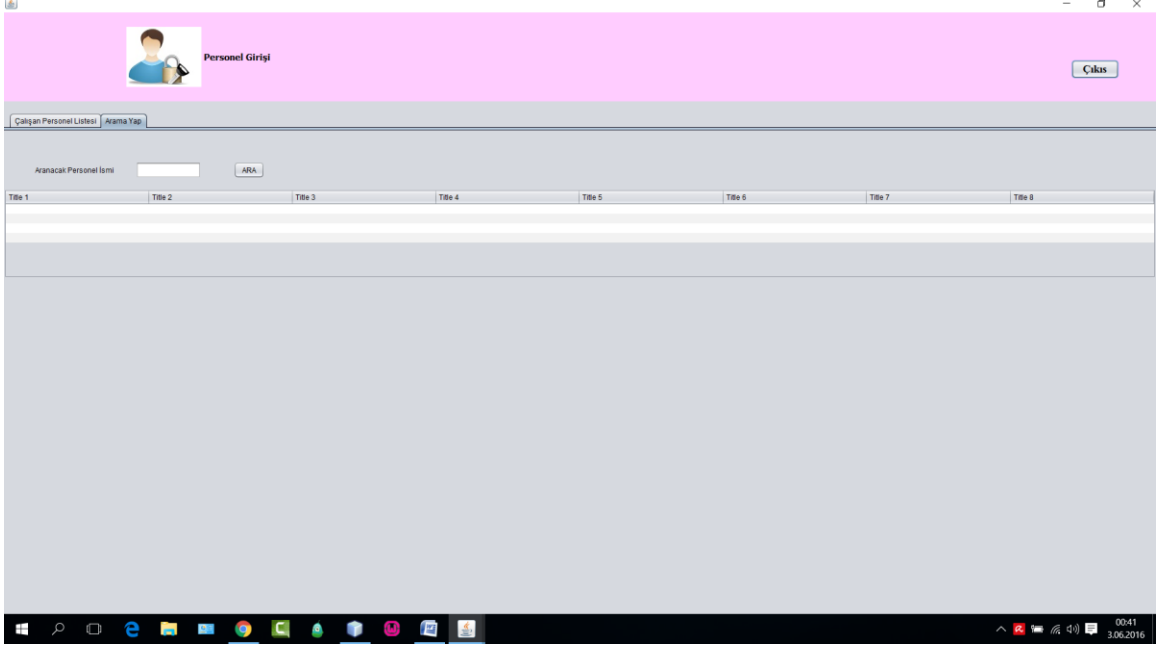 Personel Girişi
Çıkıs
Çalışan Personel Listesi Arama Yap
Aranacak Personel İsmi ARA
Title 1 Title 2 Title 3 Title 4 Title 5 Title 6 Title 7 Title 8
00:41
3.06.2016